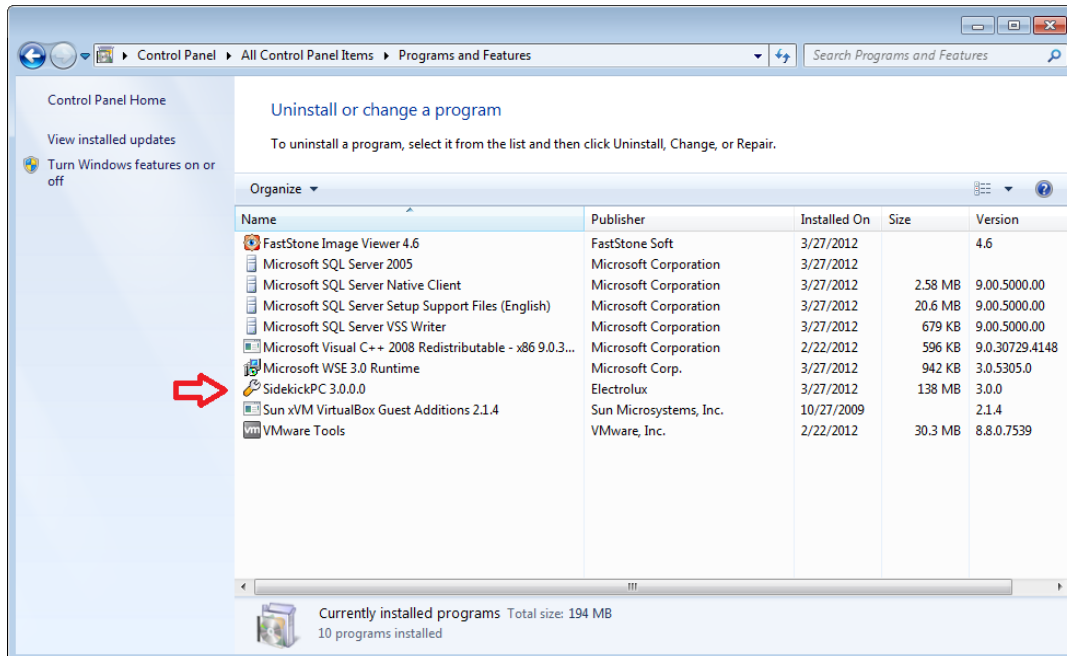 Control Panel All Control Panel Items Programs and Features Search Programs and Features
Control Panel Home
View installed updates
Turn Windows features on or
off
Uninstall or change a program
To uninstall a program, select it from the list and then click Uninstall, Change, or Repair.
Organize
Name Publisher Installed On Size Version
FastStone Image Viewer 4.6 FastStone Soft 3/27/2012 4.6
Microsoft SQL Server 2005 Microsoft Corporation 3/27/2012
Microsoft SQL Server Native Client Microsoft Corporation 3/27/2012 2.58 MB 9.00.5000.00
Microsoft SQL Server Setup Support Files (English) Microsoft Corporation 3/27/2012 20.6 MB 9.00.5000.00
Microsoft SQL Server VSS Writer Microsoft Corporation 3/27/2012 679 KB 9.00.5000.00
Microsoft Visual C++ 2008 Redistributable - x86 9.0.3... Microsoft Corporation 2/22/2012 596 KB 9.0.30729.4148
Microsoft WSE 3.0 Runtime Microsoft Corp. 3/27/2012 942 KB 3.0.5305.0
SidekickPC 3.0.0.0 Electrolux 3/27/2012 138 MB 3.0.0
Sun xVM VirtualBox Guest Additions 2.1.4 Sun Microsystems, Inc. 10/27/2009 2.1.4
vm VMware Tools VMware, Inc. 2/22/2012 30.3 MB 8.8.0.7539
Currently installed programs Total size: 194 MB
10 programs installed